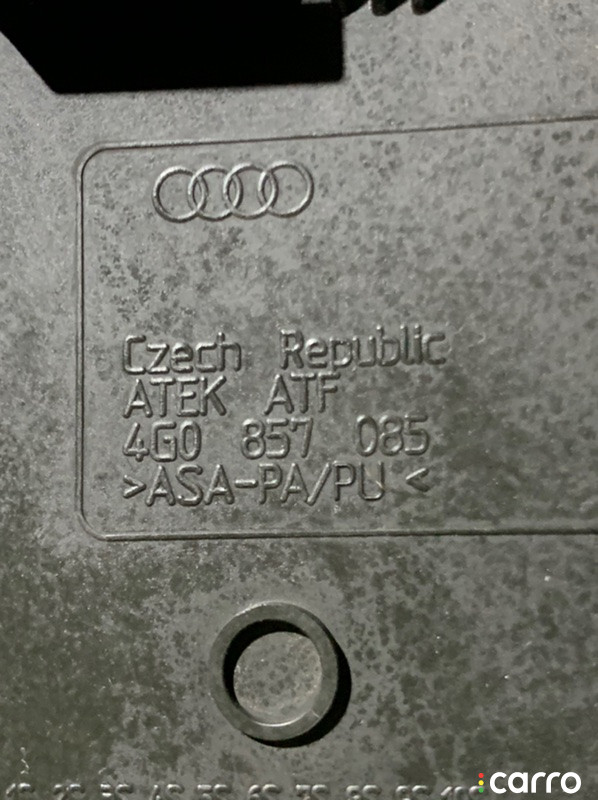 Czech Republic
ATEK ATF
4G0 857 085
>ASA-PA/PU<
carro